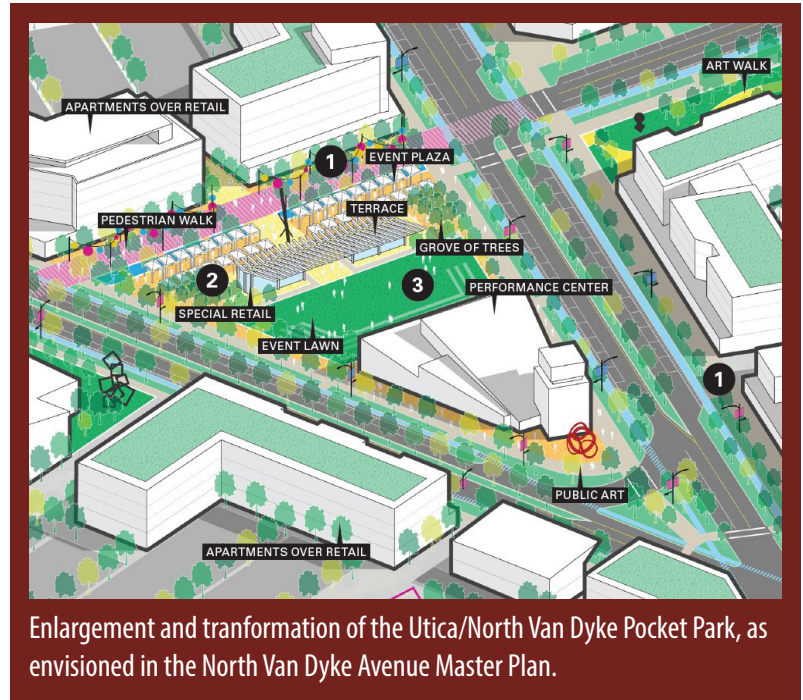 ART WALK
APARTMENTS OVER RETAIL
1
EVENT PLAZA
TERRACE
PEDESTRIAN WALK
GROVE OF TREES
2
3
PERFORMANCE CENTER
SPECIAL RETAIL
EVENT LAWN
1
PUBLIC ART
APARTMENTS OVER RETAIL
Enlargement and tranformation of the Utica/North Van Dyke Pocket Park, as
envisioned in the North Van Dyke Avenue Master Plan.